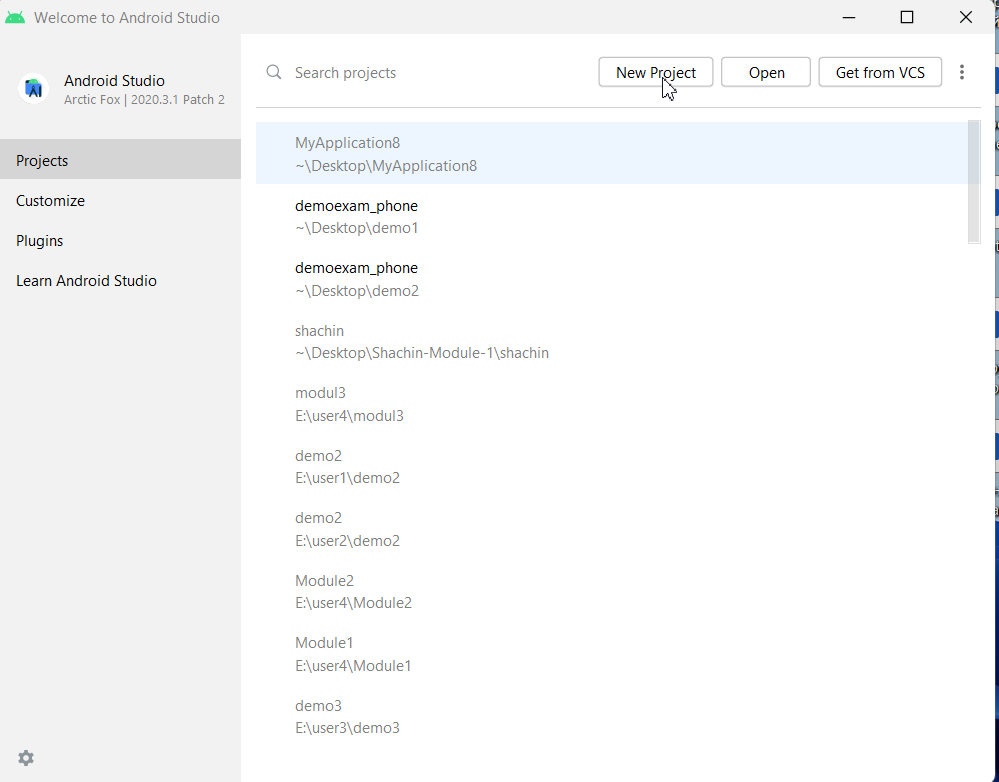 Welcome to Android Studio
Android Studio
Arctic Fox | 2020.3.1 Patch 2
Projects
Customize
Plugins
Learn Android Studio
Search projects
New Project
Open
Get from VCS
MyApplication8
~\Desktop\MyApplication8
demoexam_phone
~\Desktop\demo1
demoexam_phone
~\Desktop\demo2
shachin
~\Desktop\Shachin-Module-1\shachin
modul3
E:\user4\modul3
demo2
E:\user1\demo2
demo2
E:\user2\demo2
Module2
E:\user4\Module2
Module1
E:\user4\Module1
demo3
E:\user3\demo3